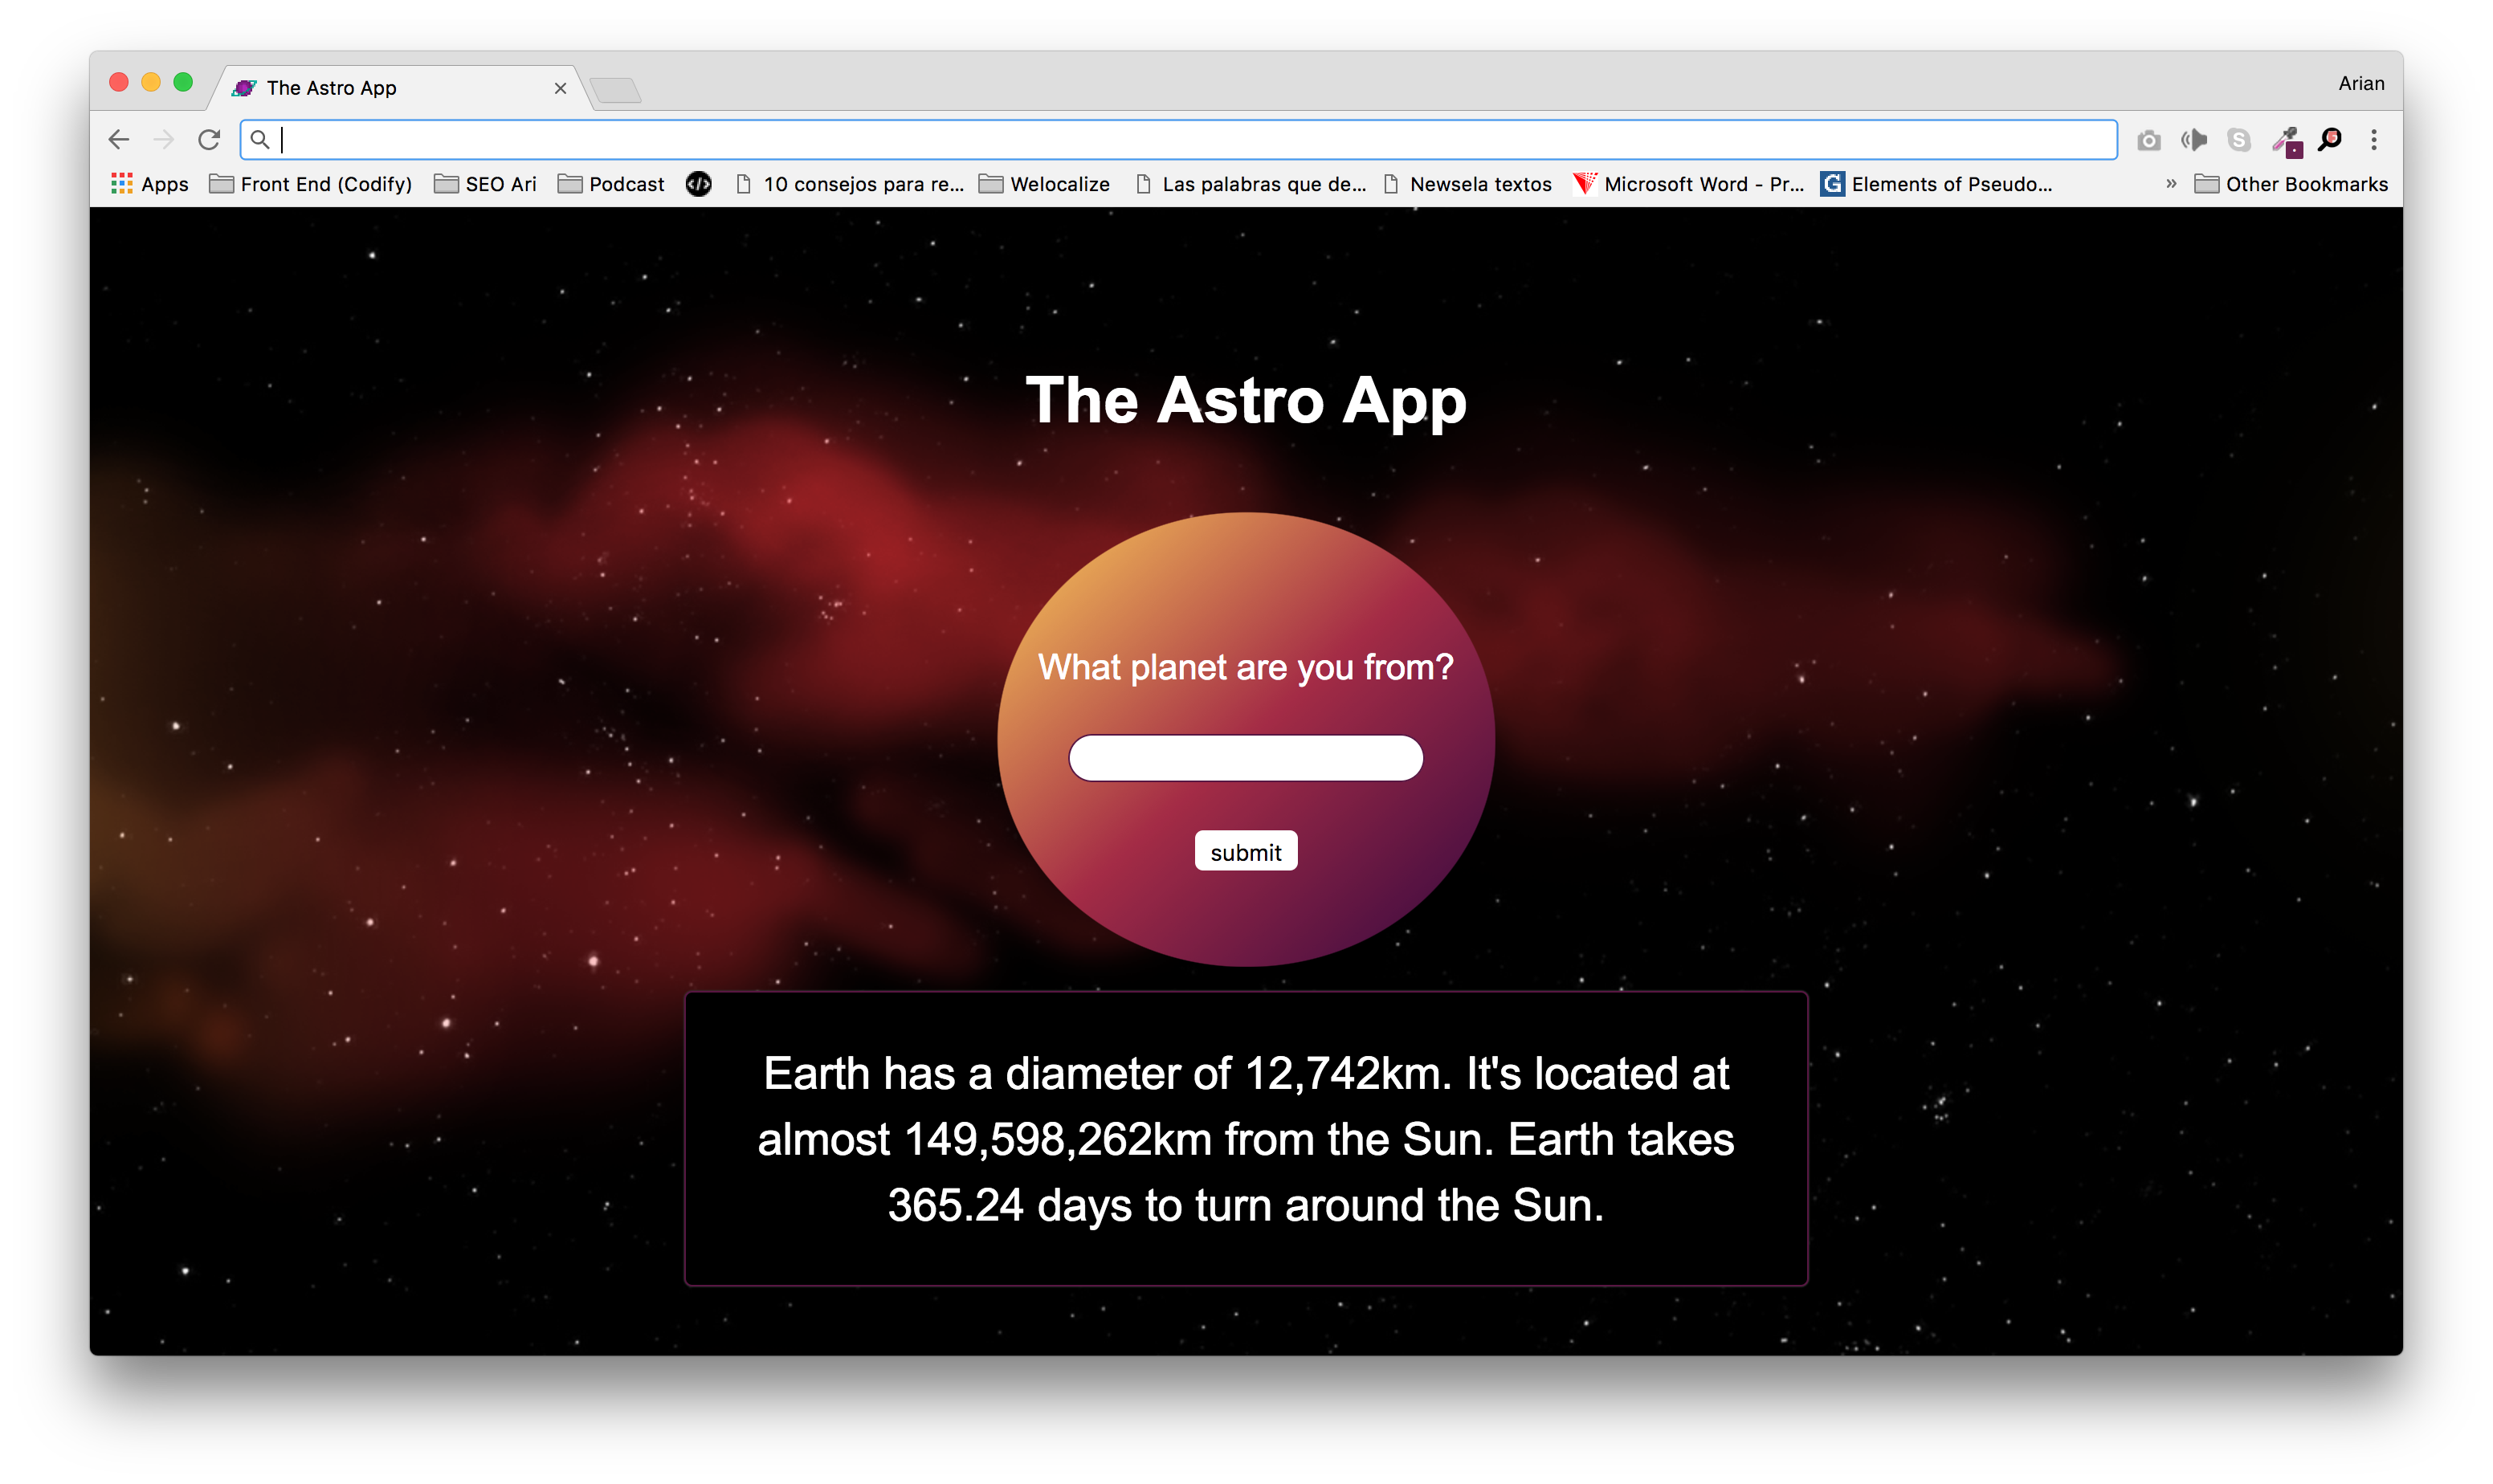 The Astro App
Arian
Apps Front End (Codify) SEO Ari Podcast 10 consejos para re... Welocalize Las palabras que de... Newsela textos Microsoft Word - Pr... Elements of Pseudo... » Other Bookmarks
The Astro App
What planet are you from?
submit
Earth has a diameter of 12,742km. It's located at
almost 149,598,262km from the Sun. Earth takes
365.24 days to turn around the Sun.